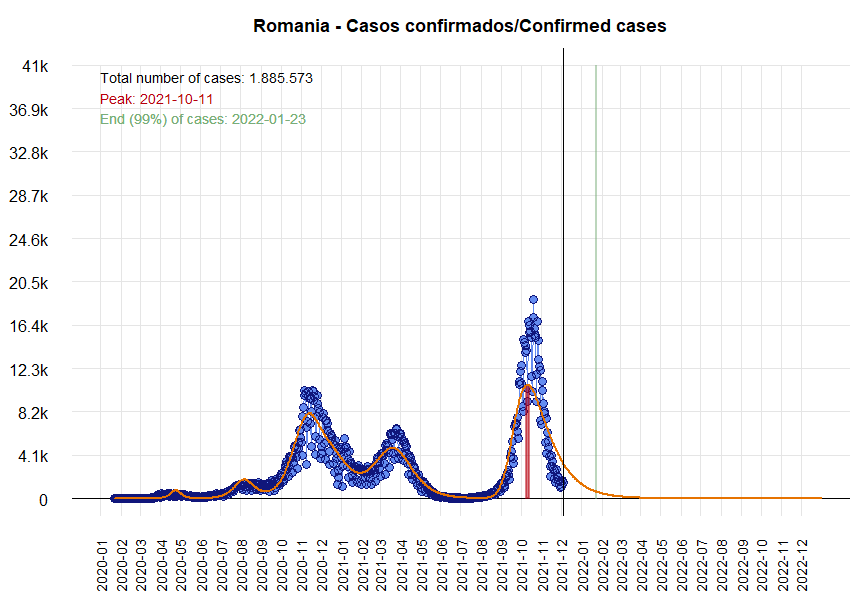 Romania - Casos confirmados/Confirmed cases
Total number of cases: 1.885.573
Peak: 2021-10-11
End (99%) of cases: 2022-01-23
41k
36.9k
32.8k
28.7k
24.6k
20.5k
16.4k
12.3k
8.2k
4.1k
0
2020-01
2020-02
2020-03
2020-04
2020-05
2020-06
2020-07
2020-08
2020-09
2020-10
2020-11
2020-12
2021-01
2021-02
2021-03
2021-04
2021-05
2021-06
2021-07
2021-08
2021-09
2021-10
2021-11
2021-12
2022-01
2022-02
2022-03
2022-04
2022-05
2022-06
2022-07
2022-08
2022-09
2022-10
2022-11
2022-12